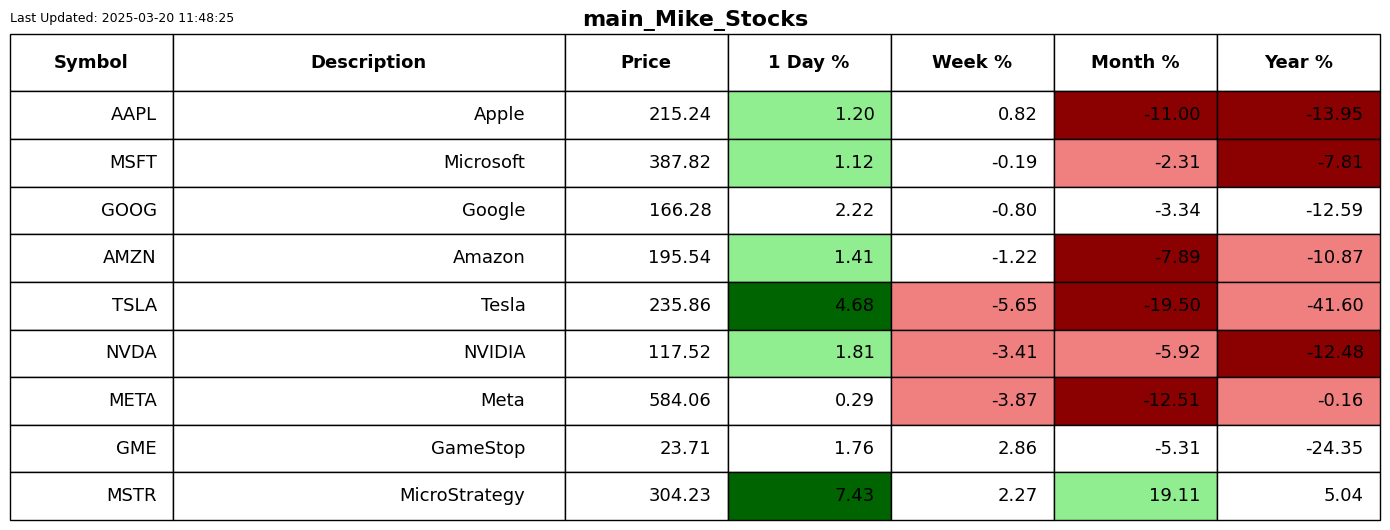 Last Updated: 2025-03-20 11:48:25
main_Mike_Stocks
Symbol Description Price 1 Day % Week % Month % Year %
AAPL Apple 215.24 1.20 0.82 -11.00 -13.95
MSFT Microsoft 387.82 1.12 -0.19 -2.31 -7.81
GOOG Google 166.28 2.22 -0.80 -3.34 -12.59
AMZN Amazon 195.54 1.41 -1.22 -7.89 -10.87
TSLA Tesla 235.86 4.68 -5.65 -19.50 -41.60
NVDA NVIDIA 117.52 1.81 -3.41 -5.92 -12.48
META Meta 584.06 0.29 -3.87 -12.51 -0.16
GME GameStop 23.71 1.76 2.86 -5.31 -24.35
MSTR MicroStrategy 304.23 7.43 2.27 19.11 5.04